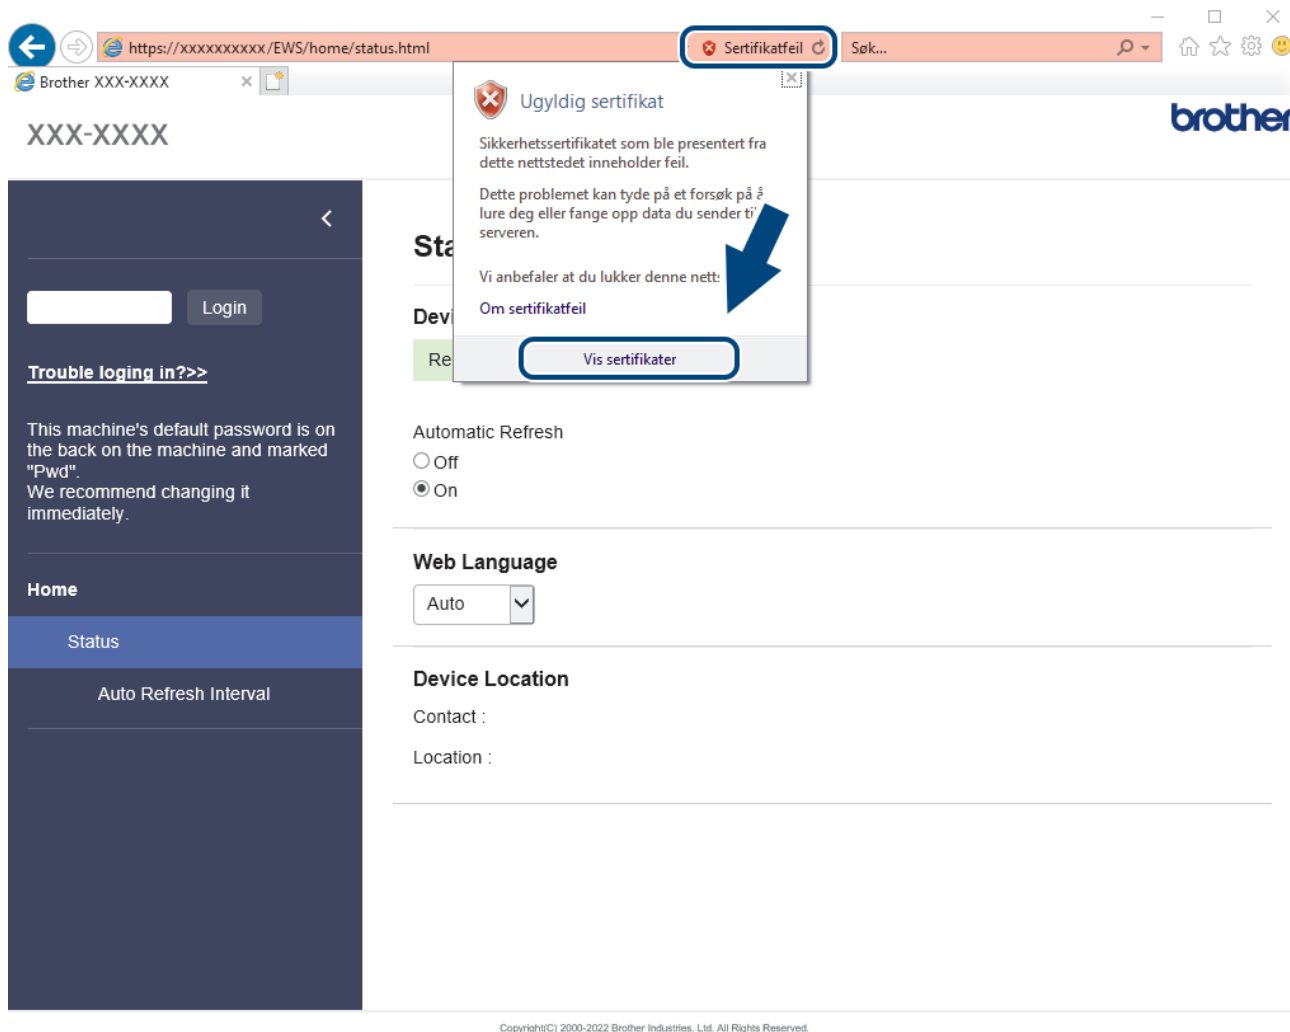 https://xxxxxxxxxx/EWS/home/status.html
Sertifikatfeil
Søk...
Brother XXX-XXXX
XXX-XXXX
brother
Ugyldig sertifikat
Sikkerhetssertifikatet som ble presentert fra
dette nettstedet inneholder feil.
Dette problemet kan tyde på et forsøk på å
lure deg eller fange opp data du sender
serveren.
Vi anbefaler at du lukker denne
Om sertifikatfeil
Vis sertifikater
Login
Trouble loging in?>>
This machine's default password is on
the back on the machine and marked
"Pwd".
We recommend changing it
immediately.
Home
Status
Auto Refresh Interval
Automatic Refresh
Off
On
Web Language
Auto
Device Location
Contact :
Location :
Copyright(C) 2000-2022 Brother Industries, Ltd. All Rights Reserved.